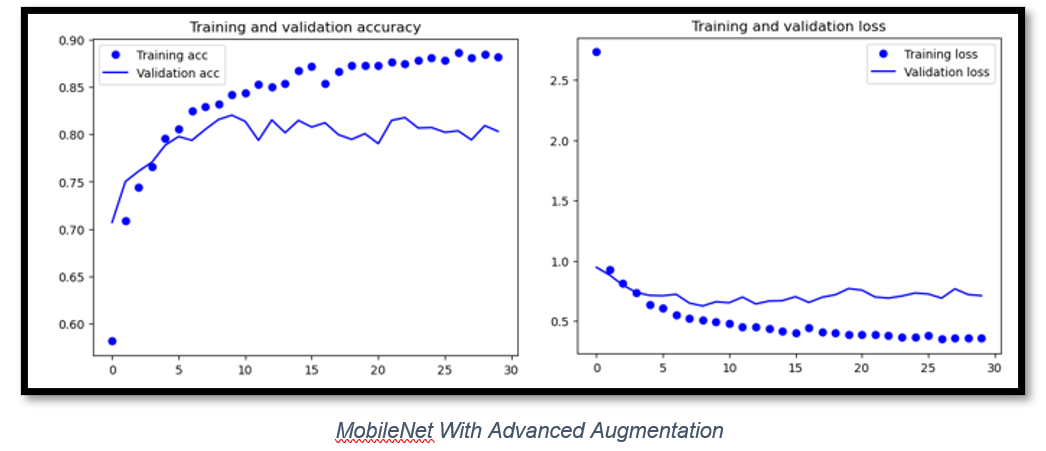 Training and validation accuracy
0.90
0.85
0.80
0.75
0.70
0.65
0.60
Training acc
Validation acc
0 5 10 15 20 25 30
Training and validation loss
2.5
2.0
1.5
1.0
0.5
Training loss
Validation loss
0 5 10 15 20 25 30
MobileNet With Advanced Augmentation